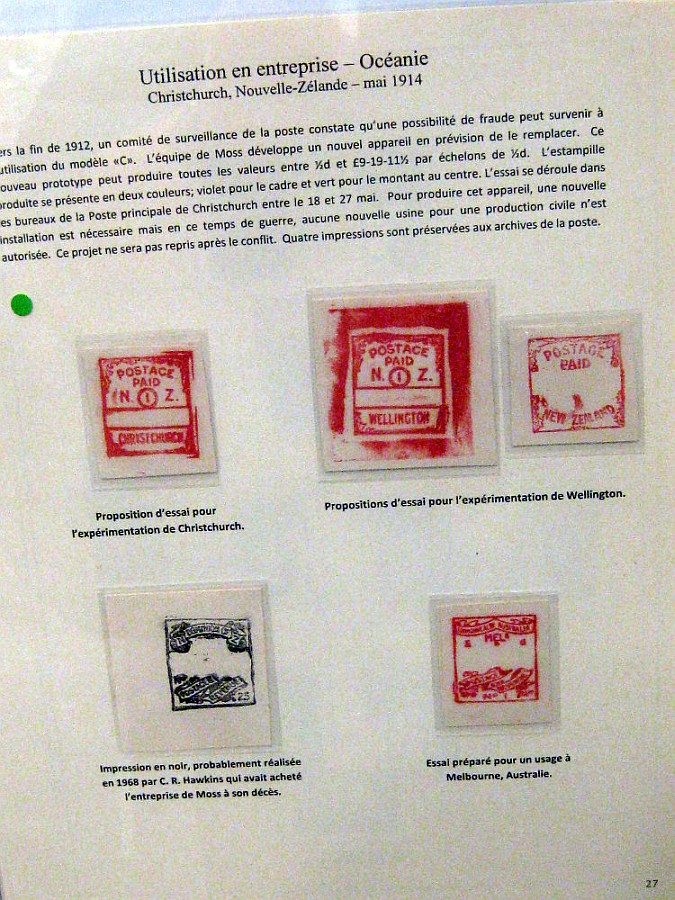 Utilisation en entreprise – Océanie
Christchurch, Nouvelle-Zélande – mai 1914
ers la fin de 1912, un comité de surveillance de la poste constate qu'une possibilité de fraude peut survenir à
utilisation du modèle «C». L'équipe de Moss développe un nouvel appareil en prévision de le remplacer. Ce
ouveau prototype peut produire toutes les valeurs entre ½d et £9-19-11½ par échelons de ½d. L'estampille
produite se présente en deux couleurs; violet pour le cadre et vert pour le montant au centre. L'essai se déroule dans
es bureaux de la Poste principale de Christchurch entre le 18 et 27 mai. Pour produire cet appareil, une nouvelle
installation est nécessaire mais en ce temps de guerre, aucune nouvelle usine pour une production civile n'est
autorisée. Ce projet ne sera pas repris après le conflit. Quatre impressions sont préservées aux archives de la poste.
POSTAGE
PAID
N. 1 Z.
CHRISTCHURCH
POSTAGE
PAID
N. 1 Z.
WELLINGTON
POSTAGE
PAID
NEW ZEALAND
Proposition d'essai pour
l'expérimentation de Christchurch.
Propositions d'essai pour l'expérimentation de Wellington.
DOMINION OF
25
MELB
No 1
Impression en noir, probablement réalisée
en 1968 par C. R. Hawkins qui avait acheté
l'entreprise de Moss à son décès.
Essai préparé pour un usage à
Melbourne, Australie.
27